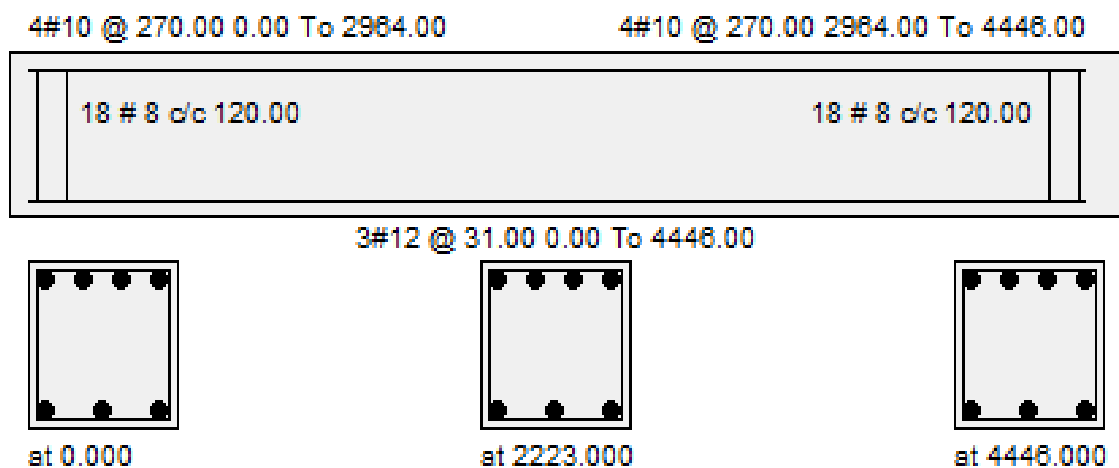 4#10 @ 270.00 0.00 To 2964.00
4#10 @ 270.00 2964.00 To 4446.00
18 # 8 c/c 120.00
18 # 8 c/c 120.00
3#12 @ 31.00 0.00 To 4446.00
at 0.000
at 2223.000
at 4446.000